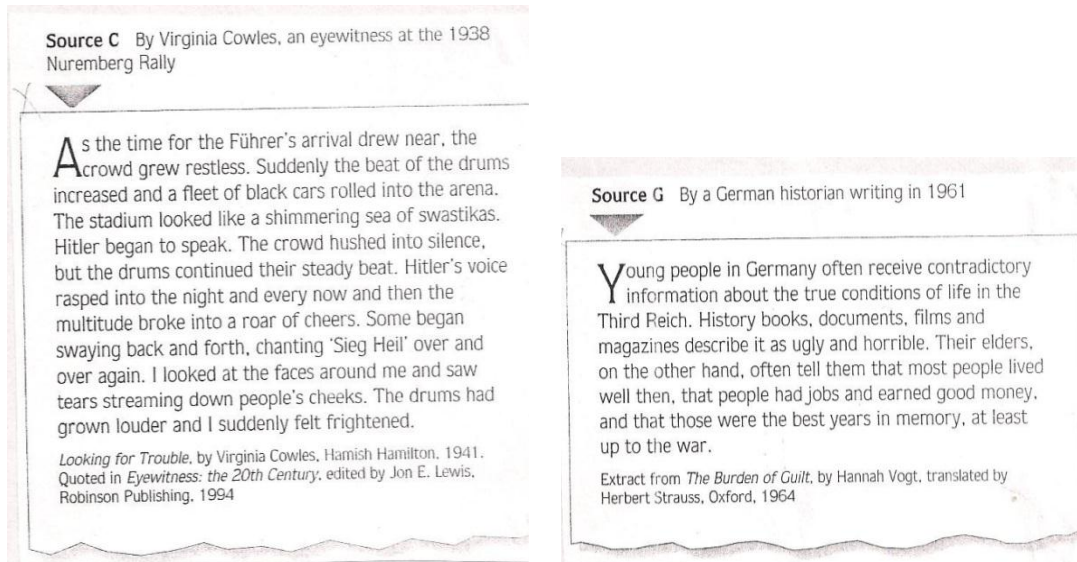 Source C By Virginia Cowles, an eyewitness at the 1938
Nuremberg Rally
As the time for the Führer's arrival drew near, the
crowd grew restless. Suddenly the beat of the drums
increased and a fleet of black cars rolled into the arena.
The stadium looked like a shimmering sea of swastikas.
Hitler began to speak. The crowd hushed into silence,
but the drums continued their steady beat. Hitler's voice
rasped into the night and every now and then the
multitude broke into a roar of cheers. Some began
swaying back and forth, chanting 'Sieg Heil' over and
over again. I looked at the faces around me and saw
tears streaming down people's cheeks. The drums had
grown louder and I suddenly felt frightened.
Looking for Trouble, by Virginia Cowles, Hamish Hamilton, 1941.
Quoted in Eyewitness: the 20th Century, edited by Jon E. Lewis,
Robinson Publishing, 1994
Source G By a German historian writing in 1961
Young people in Germany often receive contradictory
information about the true conditions of life in the
Third Reich. History books, documents, films and
magazines describe it as ugly and horrible. Their elders,
on the other hand, often tell them that most people lived
well then, that people had jobs and earned good money,
and that those were the best years in memory, at least
up to the war.
Extract from The Burden of Guilt, by Hannah Vogt, translated by
Herbert Strauss, Oxford, 1964